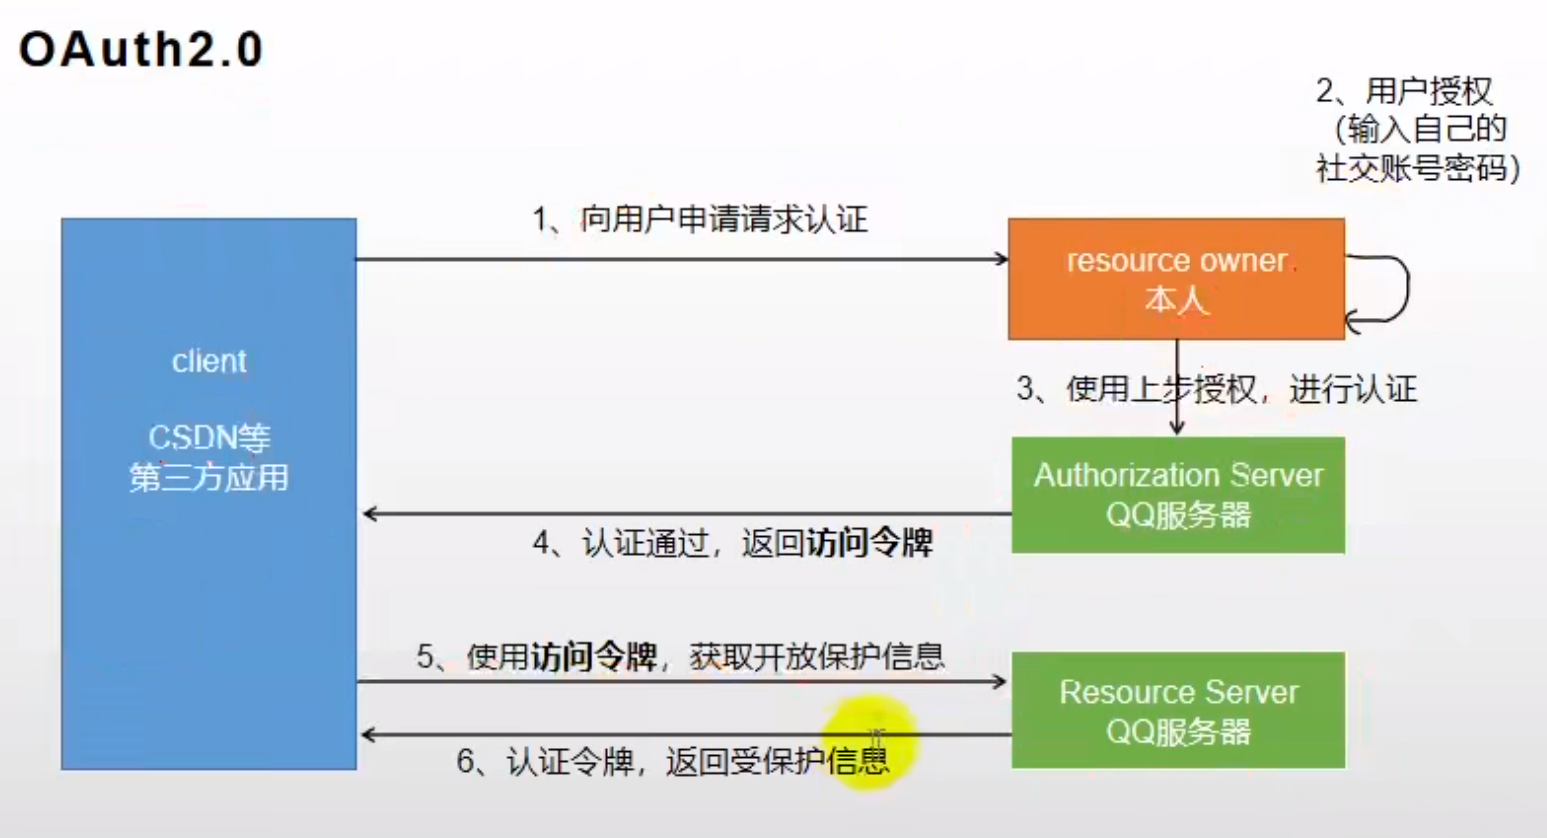 OAuth2.0
2、用户授权
（输入自己的
社交账号密码）
1、向用户申请请求认证
resource owner
本人
client
CSDN等
第三方应用
3、使用上步授权，进行认证
Authorization Server
QQ服务器
4、认证通过，返回访问令牌
5、使用访问令牌，获取开放保护信息
Resource Server
QQ服务器
6、认证令牌，返回受保护信息